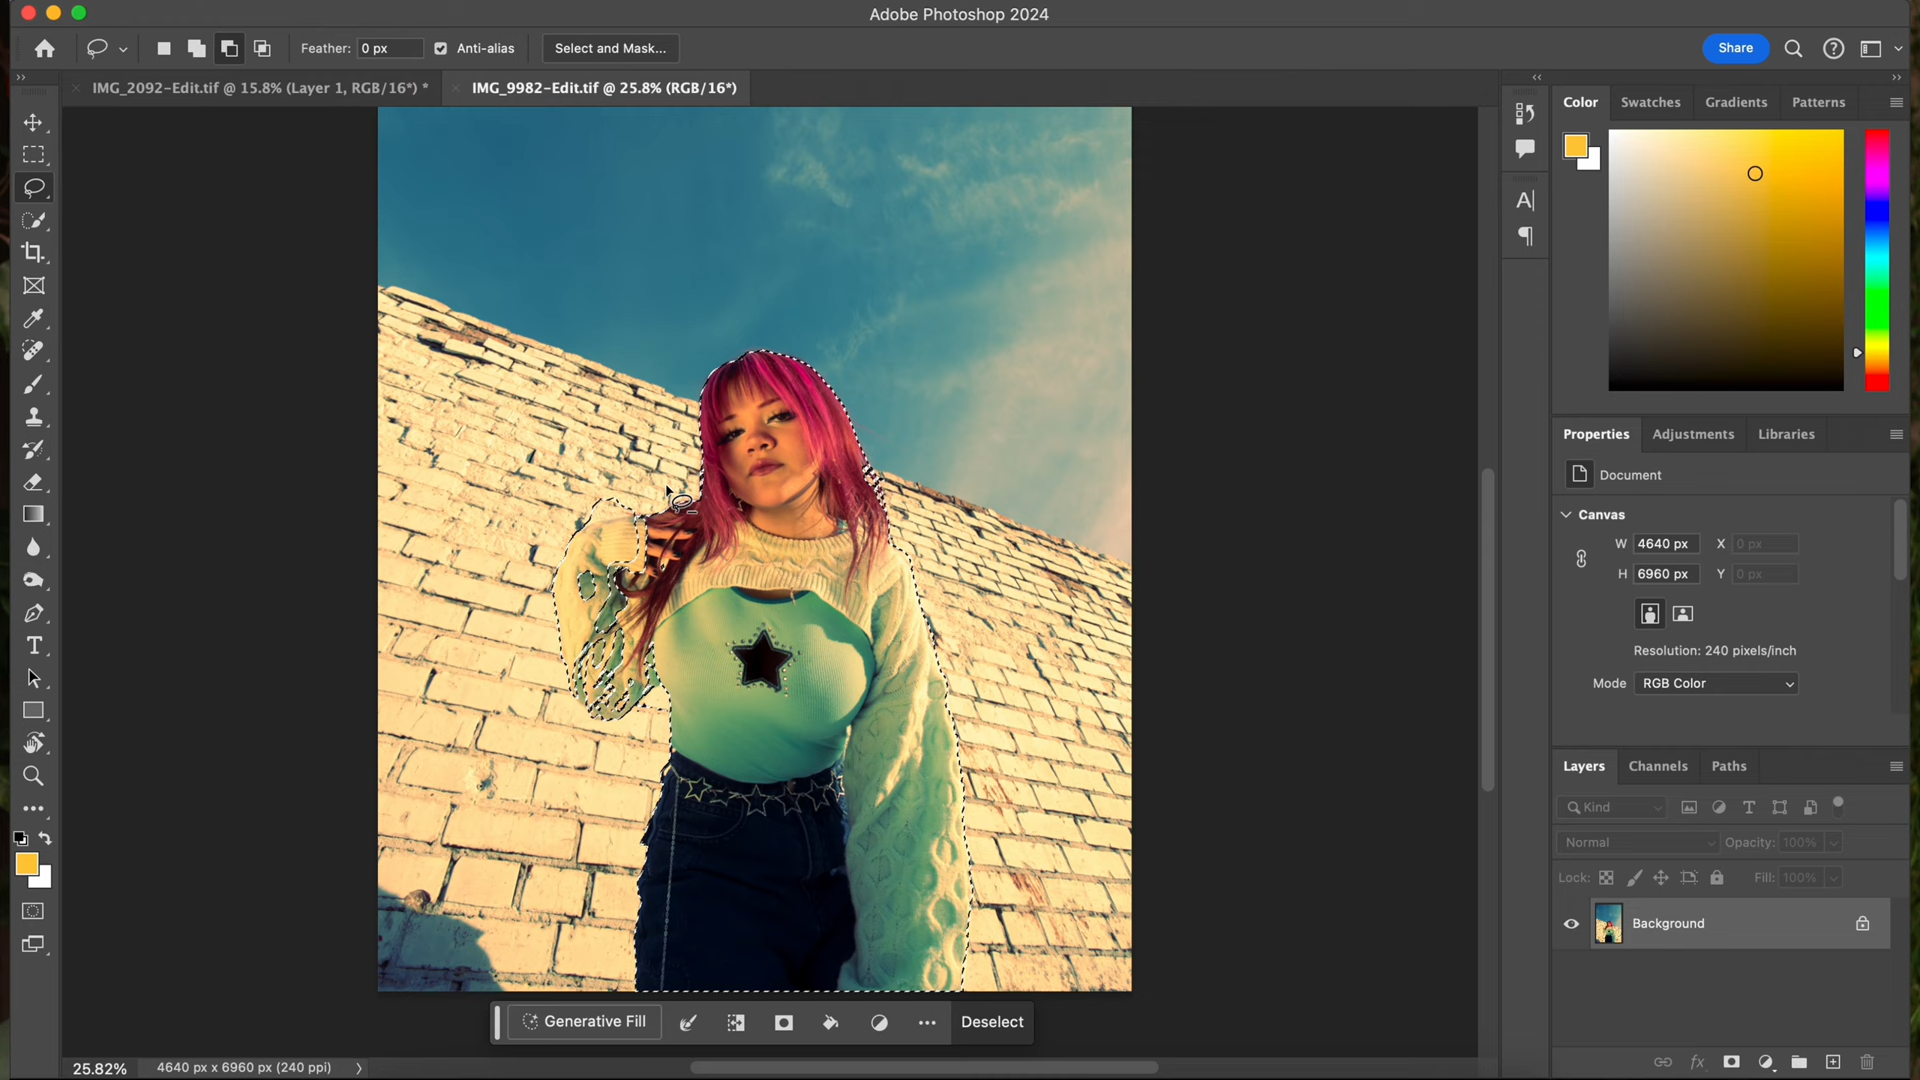 Adobe Photoshop 2024
Feather: 0 px Anti-alias Select and Mask... Share
IMG_2092-Edit.tif @ 15.8% (Layer 1, RGB/16*) * IMG_9982-Edit.tif @ 25.8% (RGB/16*)
Color Swatches Gradients Patterns
Properties Adjustments Libraries
Document
Canvas
W 4640 px X 0 px
H 6960 px Y 0 px
Resolution: 240 pixels/inch
Mode RGB Color
Layers Channels Paths
Kind
Normal Opacity: 100%
Lock: Fill: 100%
Background
Generative Fill Deselect
25.82% 4640 px x 6960 px (240 ppi)